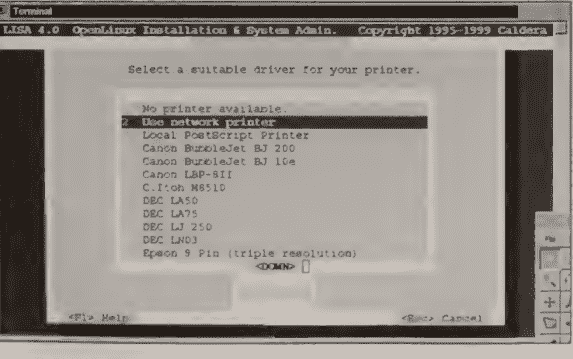 Terminal
LISA 4.0 OpenLinux Installation & System Admin. Copyright 1995-1999 Caldera
Select a suitable driver for your printer.
No printer available.
2 Use network printer
Local PostScript Printer
Canon BubbleJet BJ 200
Canon BubbleJet BJ 10e
Canon LBP-8II
C.Itoh M8510
DEC LA50
DEC LA75
DEC LJ 250
DEC LN03
Epson 9 Pin (triple resolution)
<DOWN>
<F1> Help <Esc> Cancel